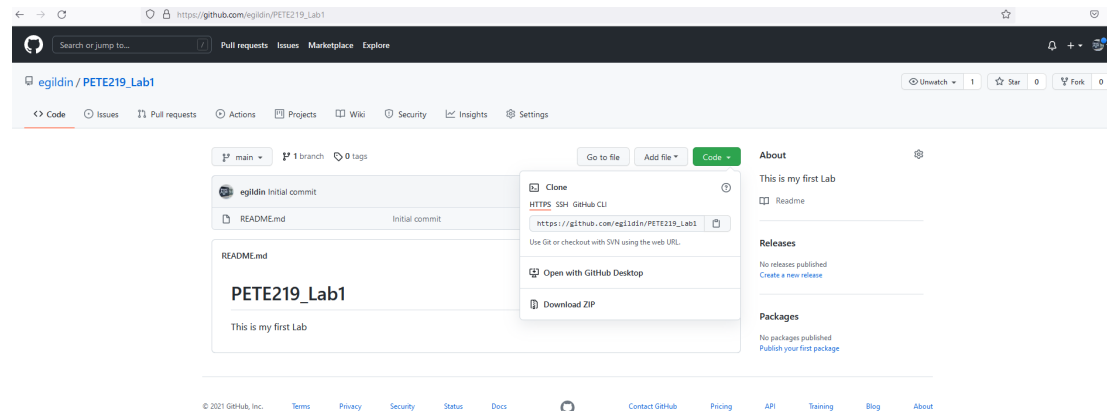 https://github.com/egildin/PETE219_Lab1
Search or jump to... / Pull requests Issues Marketplace Explore
egildin / PETE219_Lab1 Unwatch 1 Star 0 Fork 0
Code Issues Pull requests Actions Projects Wiki Security Insights Settings
main 1 branch 0 tags Go to file Add file Code
About
This is my first Lab
Readme
egildin Initial commit
README.md Initial commit
Clone
HTTPS SSH GitHub CLI
https://github.com/egildin/PETE219_Lab1
Use Git or checkout with SVN using the web URL.
Open with GitHub Desktop
Download ZIP
Releases
No releases published
Create a new release
README.md
PETE219_Lab1
This is my first Lab
Packages
No packages published
Publish your first package
© 2021 GitHub, Inc. Terms Privacy Security Status Docs Contact GitHub Pricing API Training Blog About